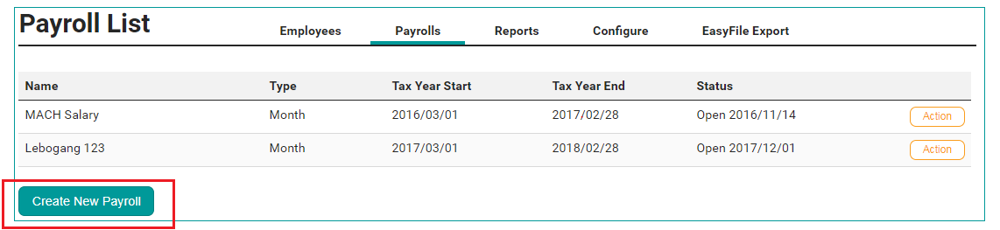 Payroll List
Employees Payrolls Reports Configure EasyFile Export
Name Type Tax Year Start Tax Year End Status
MACH Salary Month 2016/03/01 2017/02/28 Open 2016/11/14 Action
Lebogang 123 Month 2017/03/01 2018/02/28 Open 2017/12/01 Action
Create New Payroll